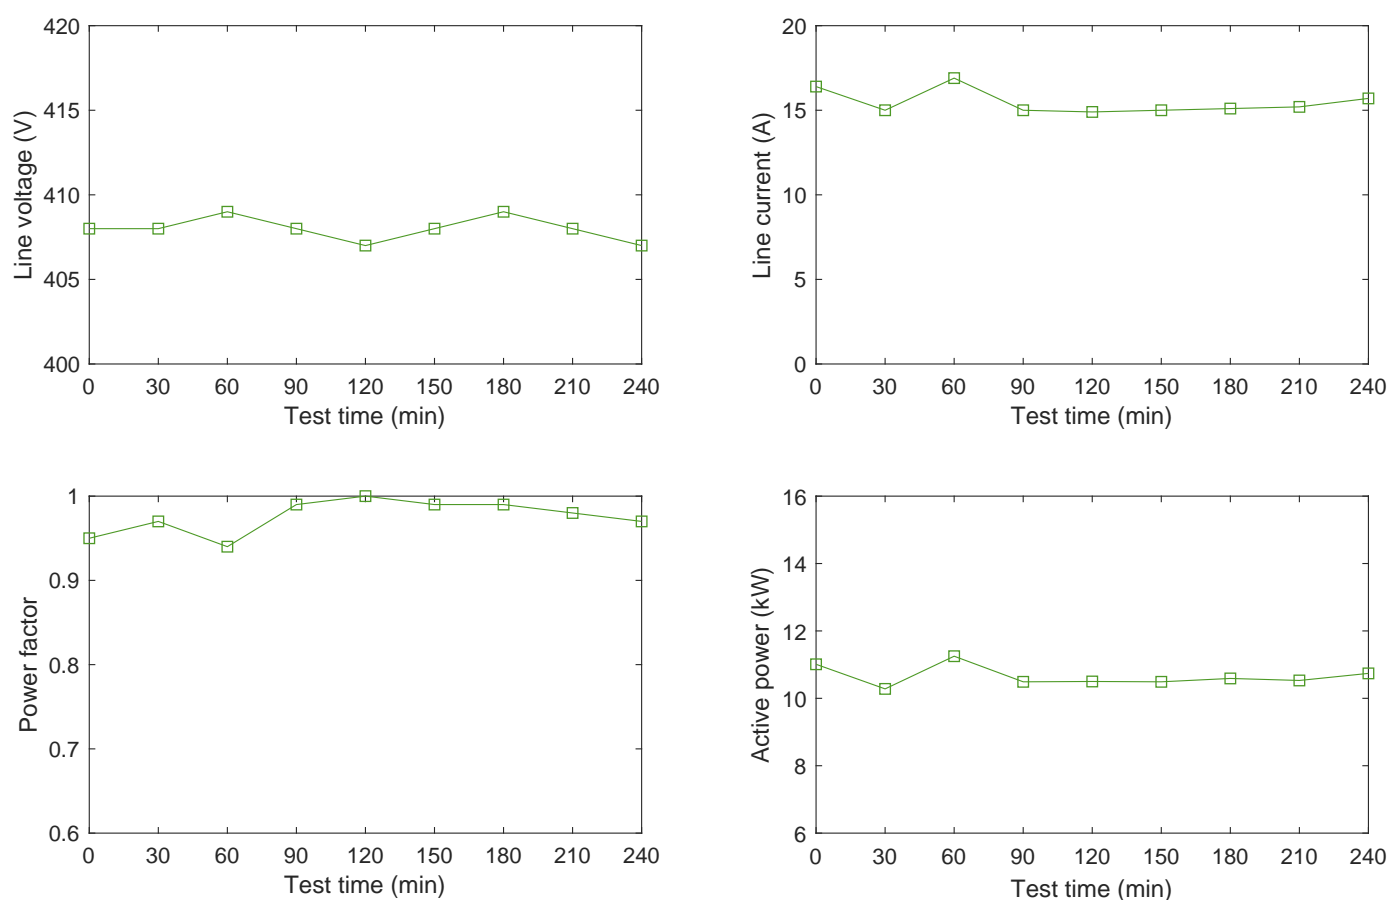 Line voltage (V)
420
415
410
405
400
0 30 60 90 120 150 180 210 240
Test time (min)
Line current (A)
20
15
10
5
0
0 30 60 90 120 150 180 210 240
Test time (min)
Power factor
1
0.9
0.8
0.7
0.6
0 30 60 90 120 150 180 210 240
Test time (min)
Active power (kW)
16
14
12
10
8
6
0 30 60 90 120 150 180 210 240
Test time (min)